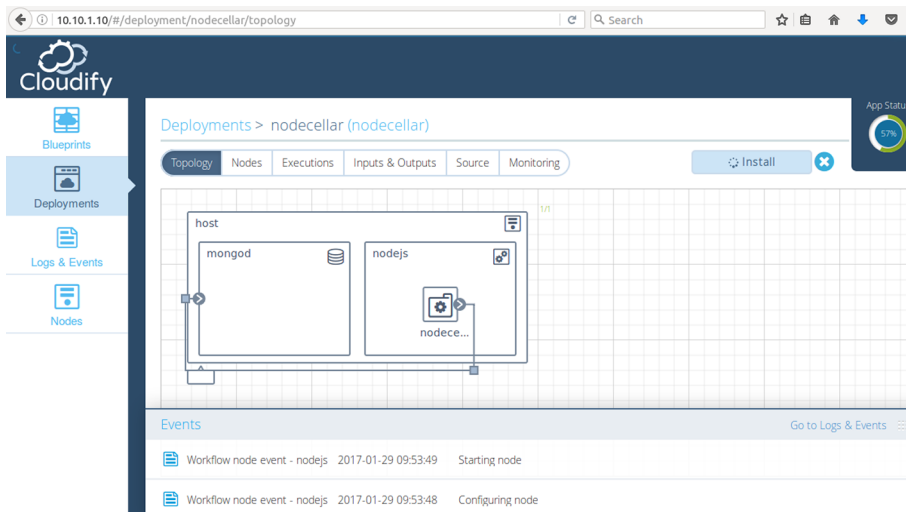 10.10.1.10/#/deployment/nodecellar/topology
Search
Cloudify
App Statu
57%
Blueprints
Deployments
Logs & Events
Nodes
Deployments > nodecellar (nodecellar)
Topology Nodes Executions Inputs & Outputs Source Monitoring
Install
1/1
host
mongod
nodejs
nodece...
Events
Go to Logs & Events
Workflow node event - nodejs 2017-01-29 09:53:49 Starting node
Workflow node event - nodejs 2017-01-29 09:53:48 Configuring node